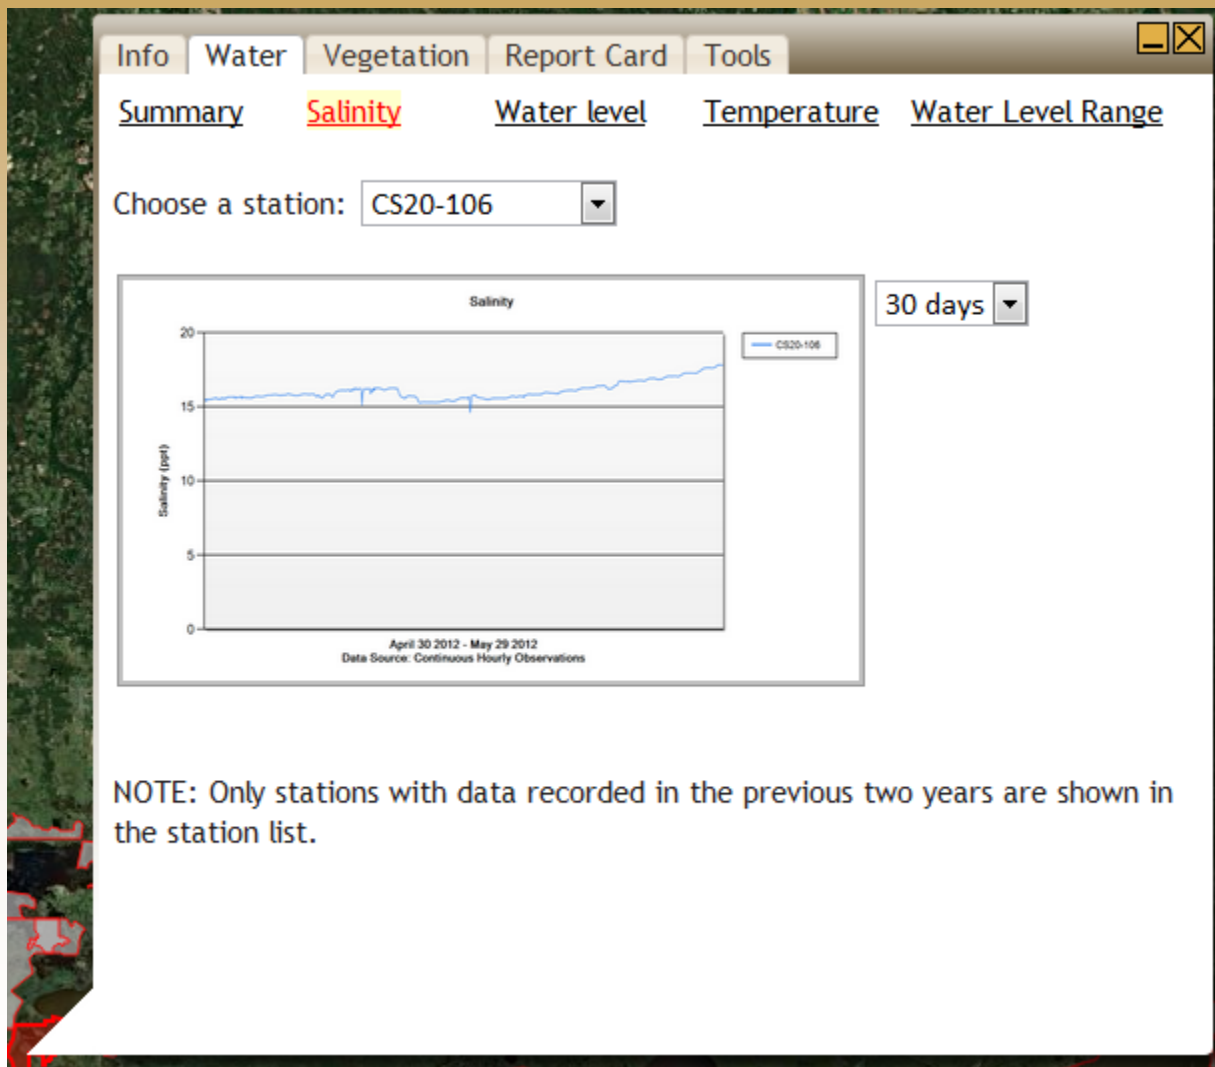 Info Water Vegetation Report Card Tools
Summary Salinity Water level Temperature Water Level Range
Choose a station: CS20-106
30 days
Salinity
20
15
10
5
0
Salinity (ppt)
CS20-106
April 30 2012 - May 29 2012
Data Source: Continuous Hourly Observations
NOTE: Only stations with data recorded in the previous two years are shown in
the station list.